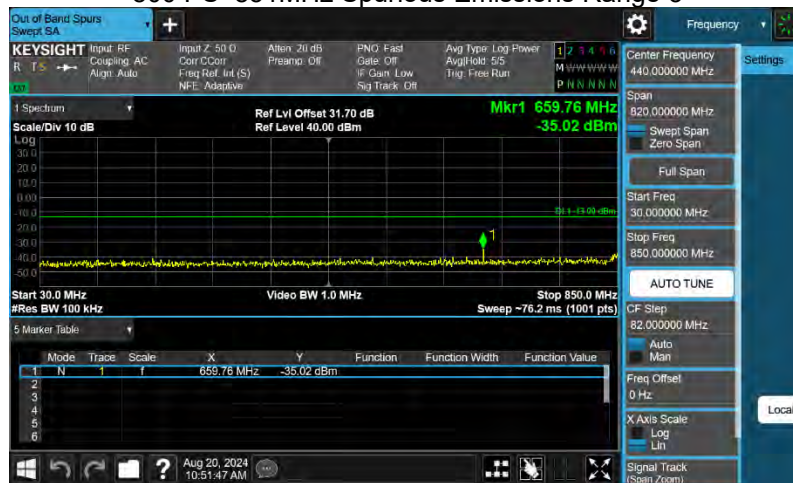 Out of Band Spurs
Swept SA
Frequency
KEYSIGHT
Input: RF
Coupling: AC
Align: Auto
Input Z: 50 Ω
Corr CCorr
Freq Ref: Int (S)
NFE: Adaptive
Atten: 20 dB
Preamp: Off
PNO: Fast
Gate: Off
IF Gain: Low
Sig Track: Off
Avg Type: Log Power
Avg|Hold: 5/5
Trig: Free Run
1 2 3 4 5 6
M W W W W W
P N N N N N
1 Spectrum
Scale/Div 10 dB
Ref Lvl Offset 31.70 dB
Ref Level 40.00 dBm
Mkr1 659.76 MHz
-35.02 dBm
Log
30.0
20.0
10.0
0.00
-10.0
-20.0
-30.0
-40.0
-50.0
DL1 -13.00 dBm
1
Start 30.0 MHz
#Res BW 100 kHz
Video BW 1.0 MHz
Stop 850.0 MHz
Sweep ~76.2 ms (1001 pts)
5 Marker Table
Mode Trace Scale X Y Function Function Width Function Value
1 N 1 f 659.76 MHz -35.02 dBm
2
3
4
5
6
Center Frequency
440.000000 MHz
Settings
Span
820.000000 MHz
Swept Span
Zero Span
Full Span
Start Freq
30.000000 MHz
Stop Freq
850.000000 MHz
AUTO TUNE
CF Step
82.000000 MHz
Auto
Man
Freq Offset
0 Hz
X Axis Scale
Log
Lin
Local
Signal Track
(Span Zoom)
Aug 20, 2024
10:51:47 AM